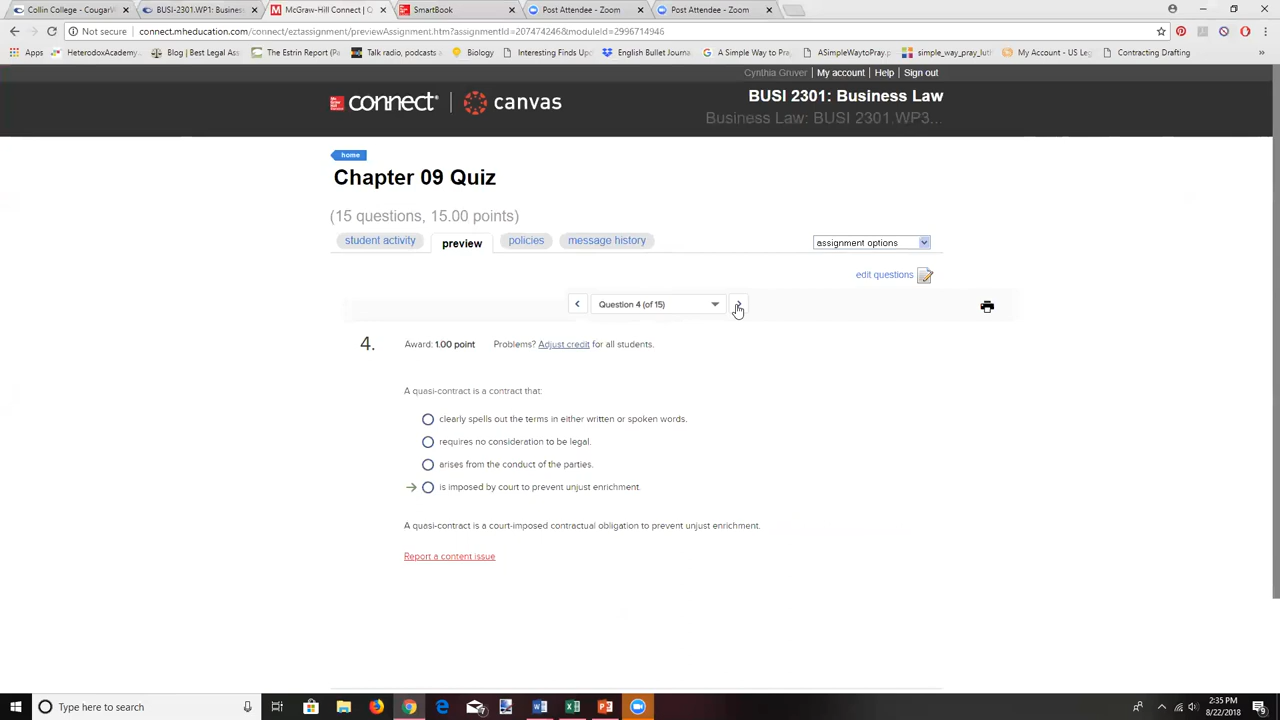 Collin College - CougarW
BUSI-2301.WP1: Business
McGraw-Hill Connect | Q
SmartBook
Post Attendee - Zoom
Post Attendee - Zoom
Not secure
connect.mheducation.com/connect/eztassignment/previewAssignment.htm?assignmentId=207474246&moduleId=2996714946
Apps
HeterodoxAcademy.
Blog | Best Legal Ass
The Estrin Report (Pa
Talk radio, podcasts a
Biology
Interesting Finds Up
English Bullet Journa
A Simple Way to Pray
ASimpleWaytoPray.p
simple_way_pray_luth
My Account - US Leg
Contracting Drafting
Cynthia Gruver
My account
Help
Sign out
connect
canvas
BUSI 2301: Business Law
Business Law: BUSI 2301.WP3...
home
Chapter 09 Quiz
(15 questions, 15.00 points)
student activity
preview
policies
message history
assignment options
edit questions
Question 4 (of 15)
4.
Award: 1.00 point
Problems? Adjust credit for all students.
A quasi-contract is a contract that:
clearly spells out the terms in either written or spoken words.
requires no consideration to be legal.
arises from the conduct of the parties.
is imposed by court to prevent unjust enrichment.
A quasi-contract is a court-imposed contractual obligation to prevent unjust enrichment.
Report a content issue
Type here to search
2:35 PM
8/22/2018